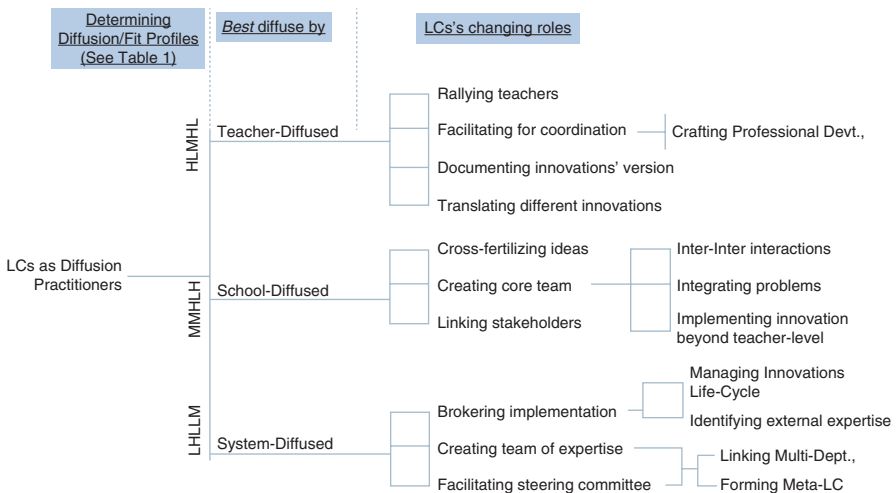 Determining
Diffusion/Fit Profiles
(See Table 1)
Best diffuse by
LCs's changing roles
LCs as Diffusion
Practitioners
HLMHL
Teacher-Diffused
Rallying teachers
Facilitating for coordination
Crafting Professional Devt.,
Documenting innovations' version
Translating different innovations
MMHLH
School-Diffused
Cross-fertilizing ideas
Creating core team
Linking stakeholders
Inter-Inter interactions
Integrating problems
Implementing innovation
beyond teacher-level
LHLLM
System-Diffused
Brokering implementation
Managing Innovations
Life-Cycle
Identifying external expertise
Creating team of expertise
Facilitating steering committee
Linking Multi-Dept.,
Forming Meta-LC